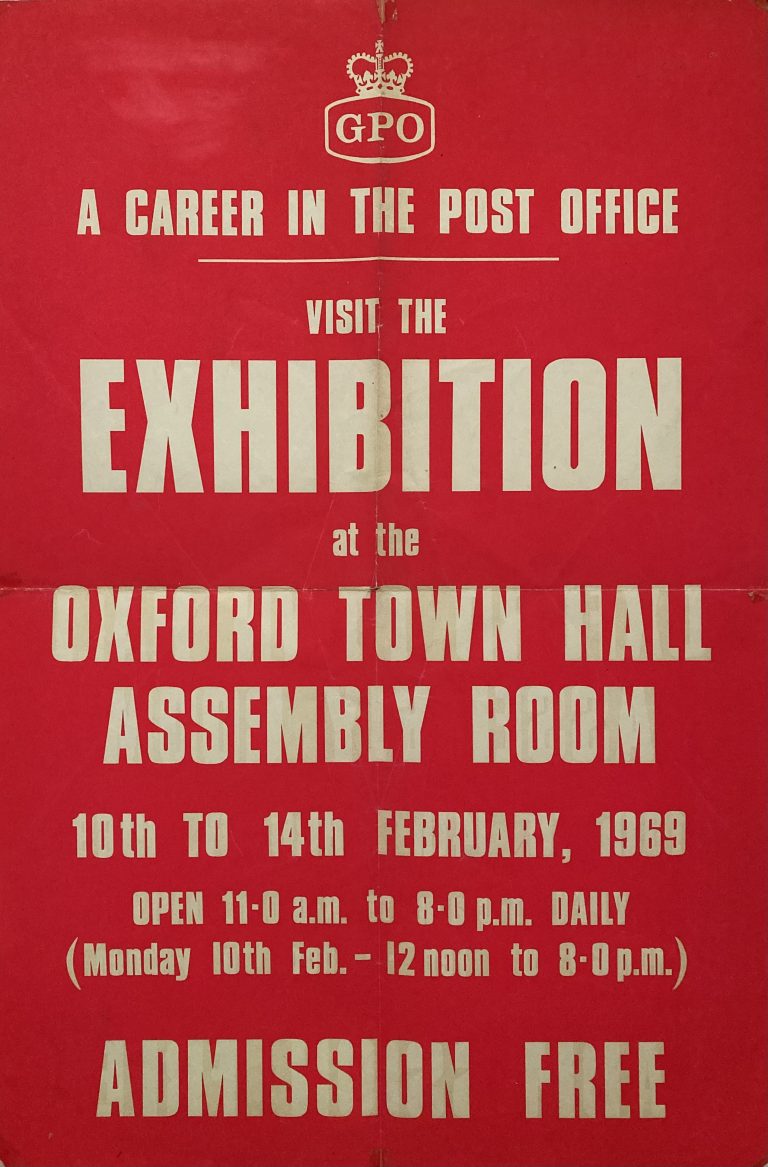 GPO
A CAREER IN THE POST OFFICE
VISIT THE
EXHIBITION
at the
OXFORD TOWN HALL
ASSEMBLY ROOM
10th TO 14th FEBRUARY, 1969
OPEN 11·0 a.m. to 8·0 p.m. DAILY
(Monday 10th Feb. – 12 noon to 8·0 p.m.)
ADMISSION FREE